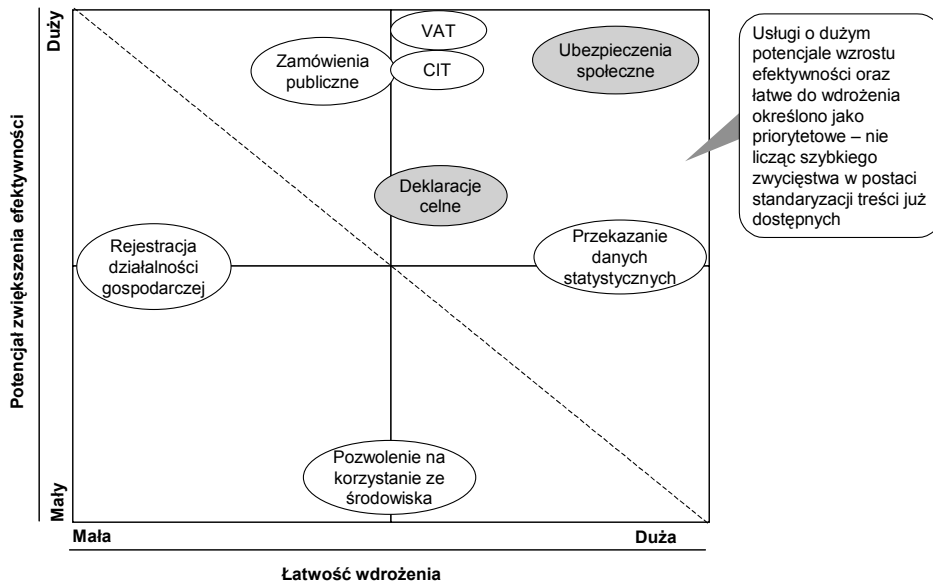 Duży
Potencjał zwiększenia efektywności
Mały
VAT
CIT
Zamówienia
publiczne
Ubezpieczenia
społeczne
Deklaracje
celne
Rejestracja
działalności
gospodarczej
Przekazanie
danych
statystycznych
Pozwolenie na
korzystanie ze
środowiska
Mała
Duża
Łatwość wdrożenia
Usługi o dużym
potencjale wzrostu
efektywności oraz
łatwe do wdrożenia
określono jako
priorytetowe – nie
licząc szybkiego
zwycięstwa w postaci
standaryzacji treści już
dostępnych